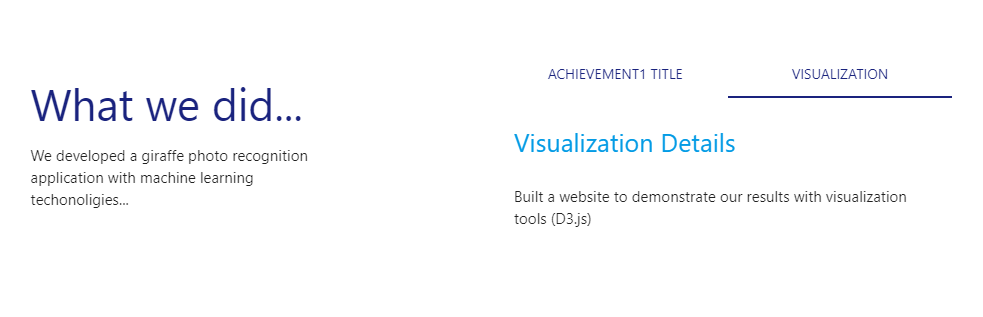 What we did...
We developed a giraffe photo recognition
application with machine learning
techonoligies...
ACHIEVEMENT1 TITLE
VISUALIZATION
Visualization Details
Built a website to demonstrate our results with visualization
tools (D3.js)